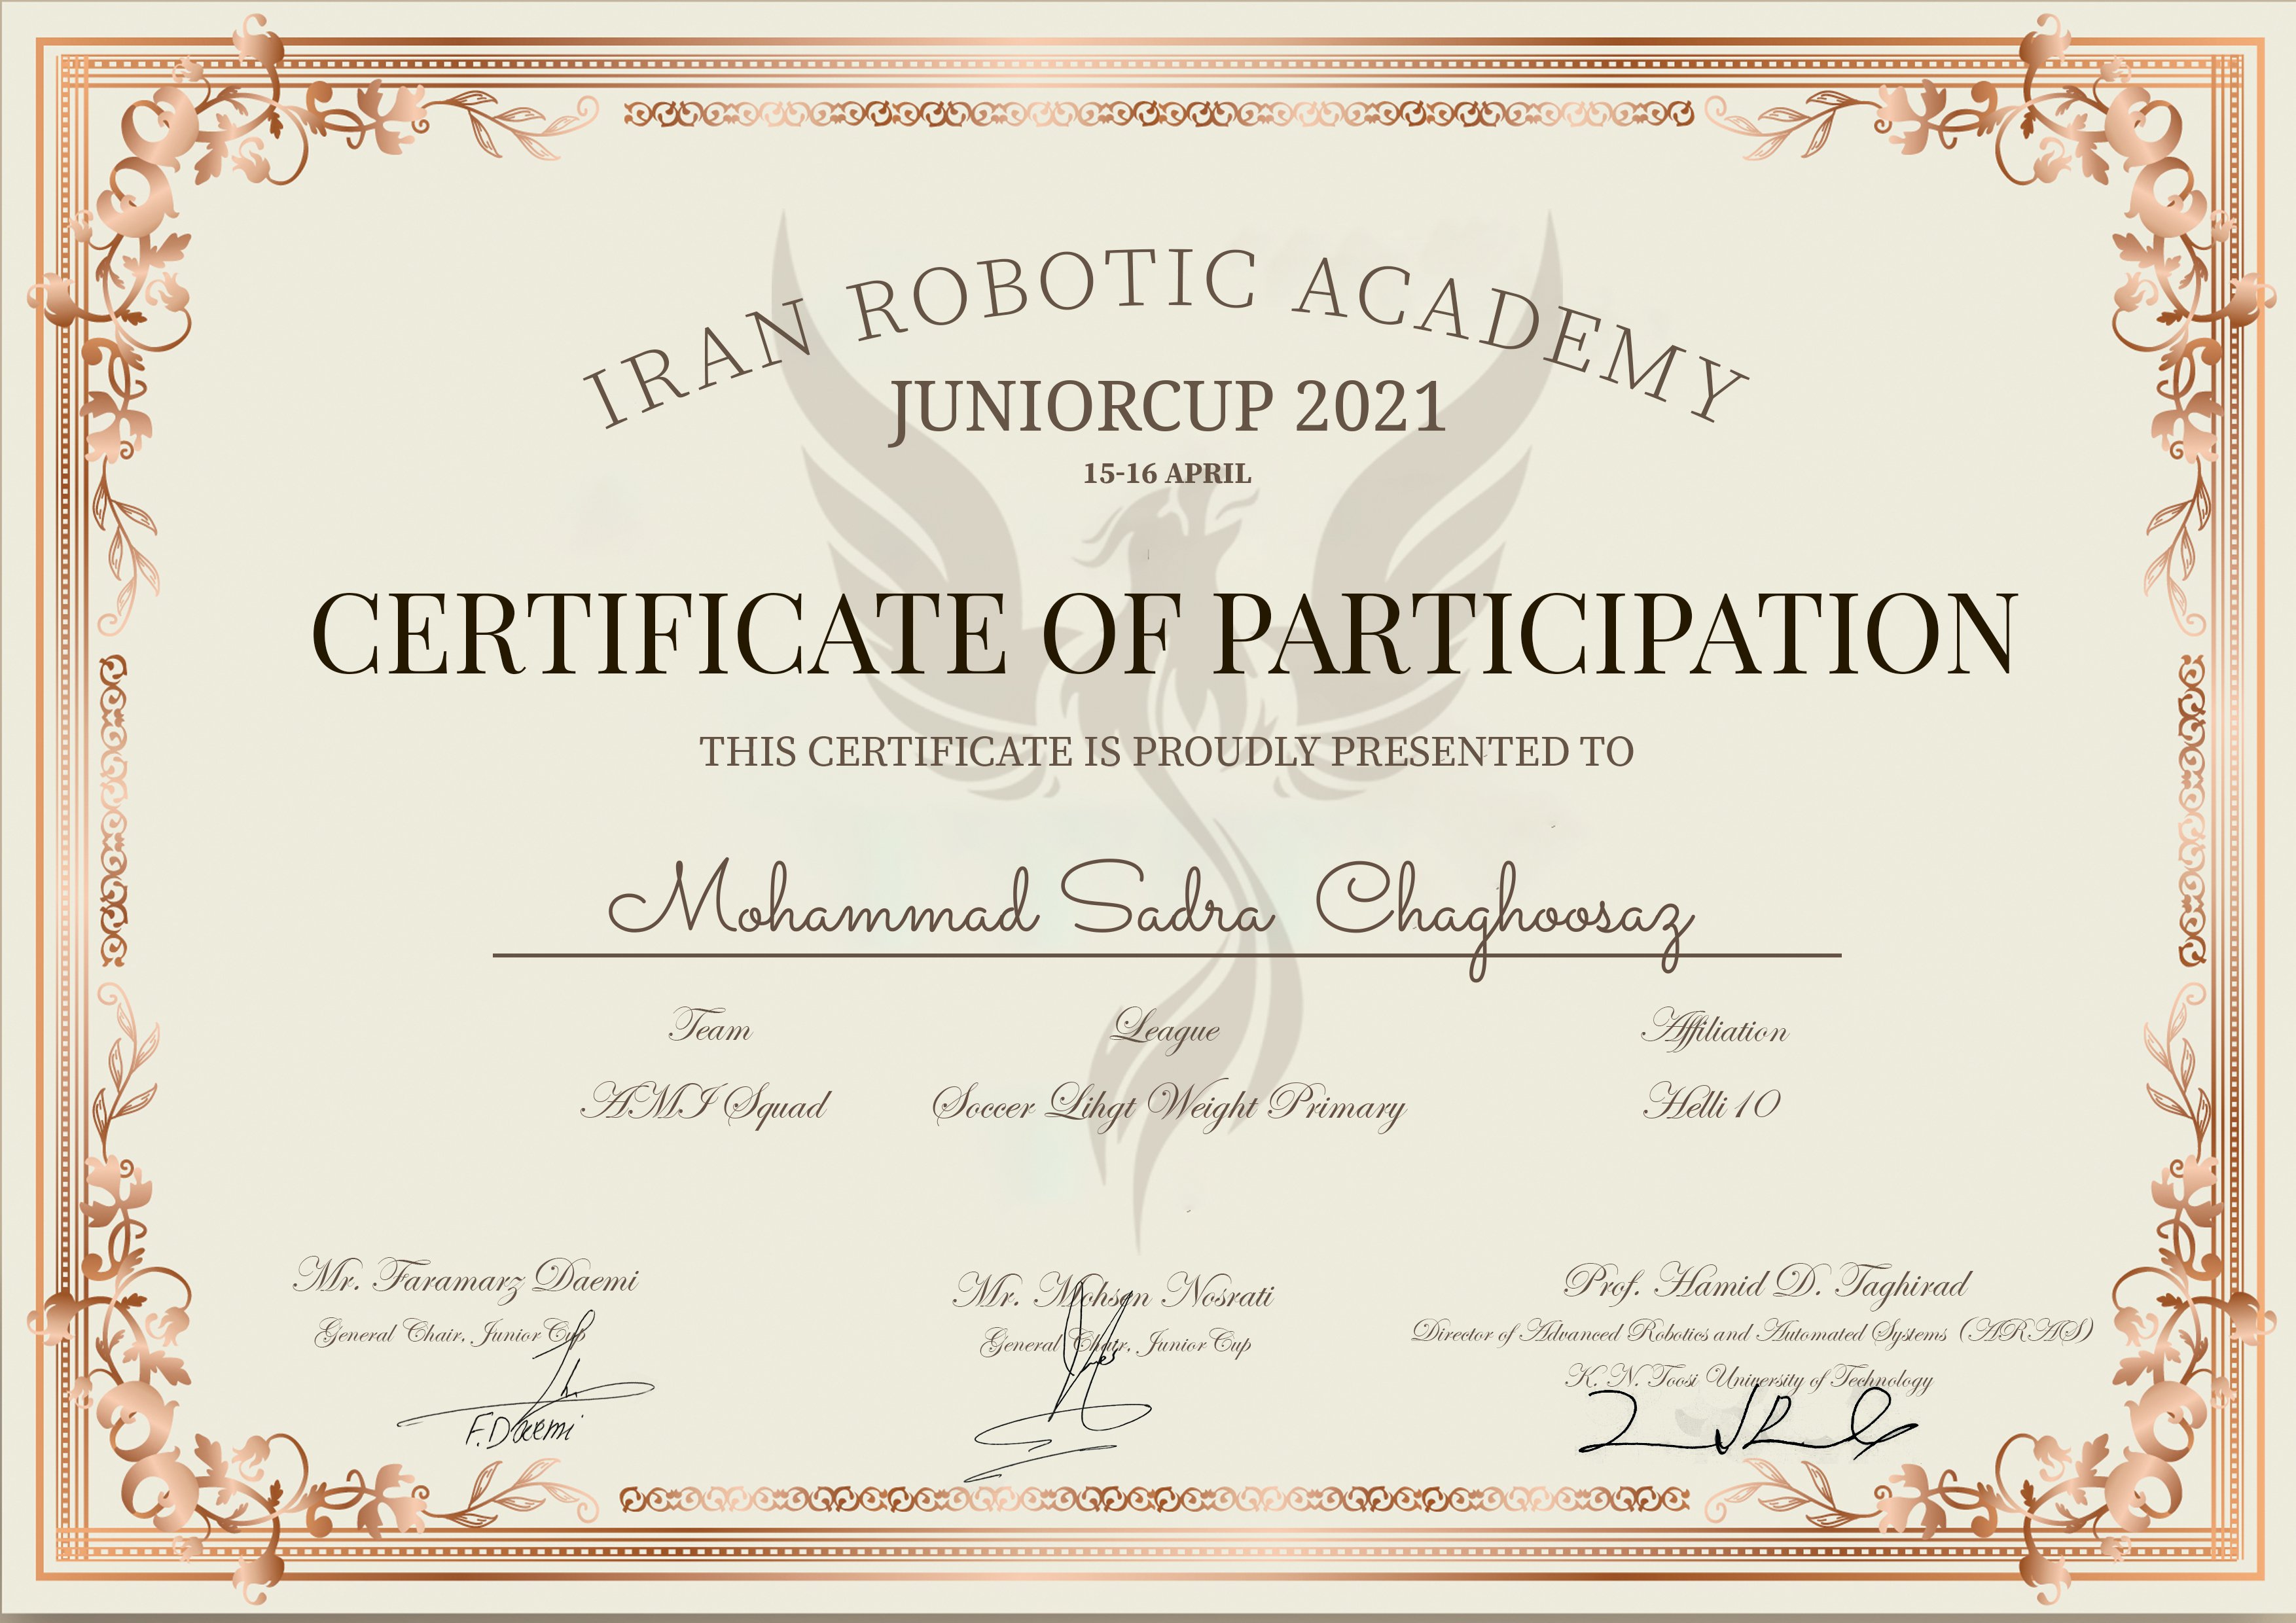 IRAN ROBOTIC ACADEMY
JUNIORCUP 2021
15-16 APRIL
CERTIFICATE OF PARTICIPATION
THIS CERTIFICATE IS PROUDLY PRESENTED TO
Mohammad Sadra Chaghoosaz
Team League Affiliation
AMI Squad Soccer Lihgt Weight Primary Helli 10
Mr. Faramarz Daemi
General Chair, Junior Cup
F.Daemi
Mr. Mohsen Nosrati
General Chair, Junior Cup
Prof. Hamid D. Taghirad
Director of Advanced Robotics and Automated Systems (ARAS)
K. N. Toosi University of Technology